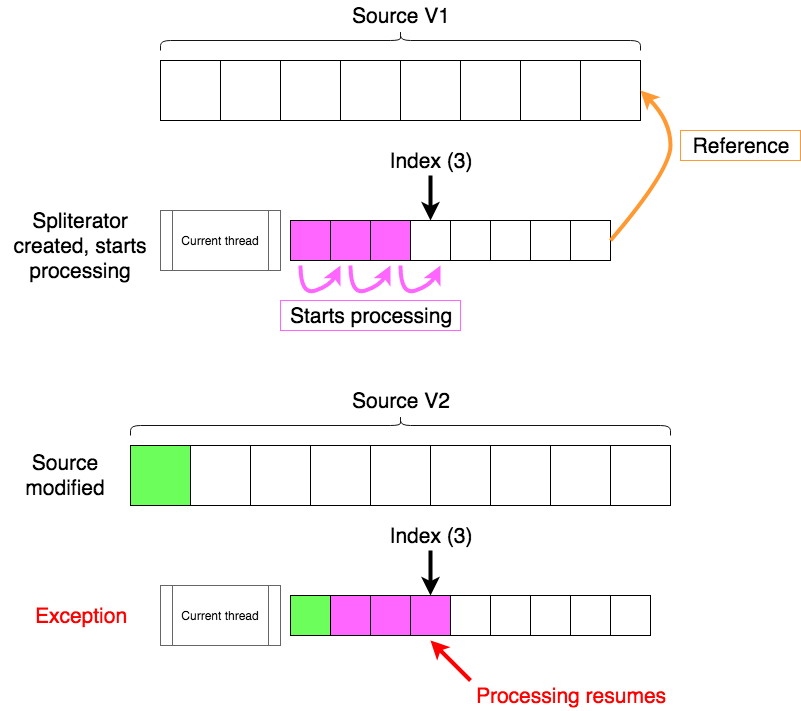 Source V1
Reference
Index (3)
Spliterator
created, starts
processing
Current thread
Starts processing
Source V2
Source
modified
Index (3)
Exception
Current thread
Processing resumes